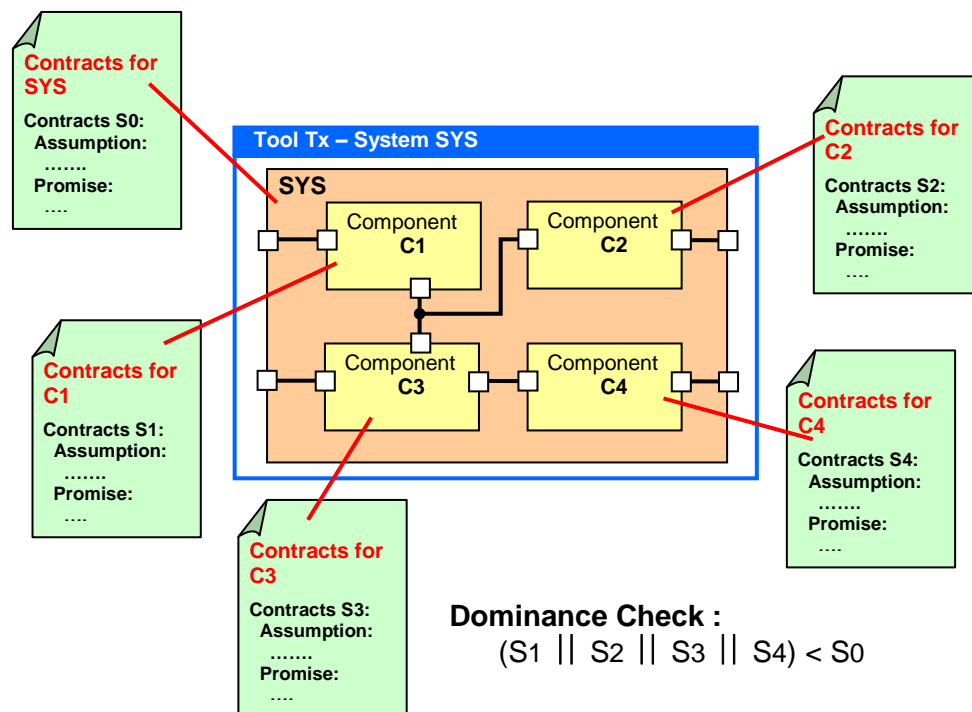 Contracts for
SYS
Contracts S0:
Assumption:
.......
Promise:
....
Tool Tx – System SYS
SYS
Component
C1
Component
C2
Component
C3
Component
C4
Contracts for
C2
Contracts S2:
Assumption:
.......
Promise:
....
Contracts for
C1
Contracts S1:
Assumption:
.......
Promise:
....
Contracts for
C4
Contracts S4:
Assumption:
.......
Promise:
....
Contracts for
C3
Contracts S3:
Assumption:
.......
Promise:
....
Dominance Check :
(S1 || S2 || S3 || S4) < S0